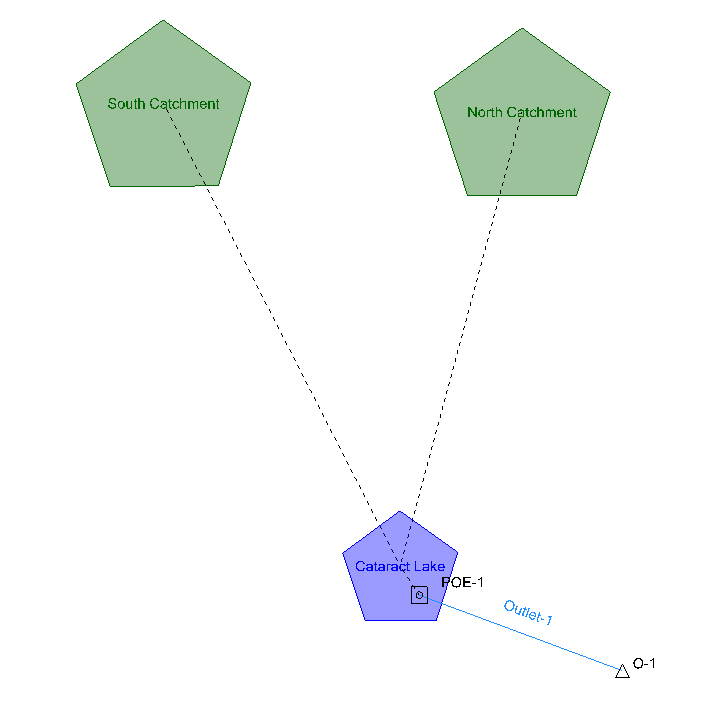 South Catchment
North Catchment
Cataract Lake
POE-1
Outlet-1
O-1